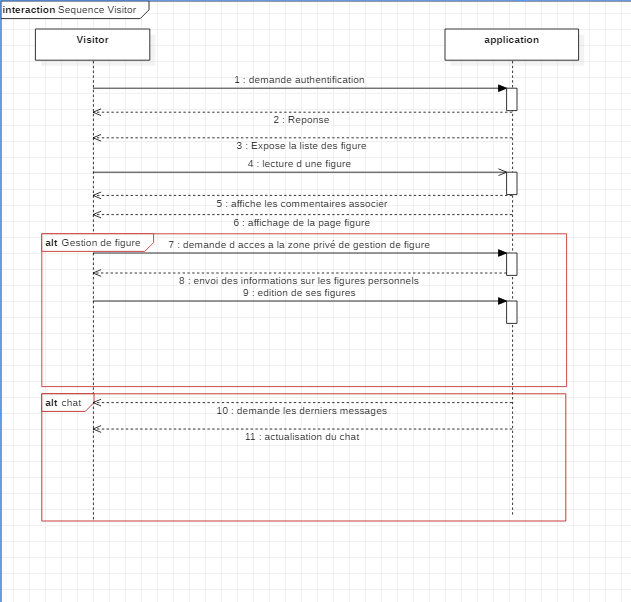 interaction Sequence Visitor
Visitor
application
1 : demande authentification
2 : Reponse
3 : Expose la liste des figure
4 : lecture d une figure
5 : affiche les commentaires associer
6 : affichage de la page figure
alt Gestion de figure
7 : demande d acces a la zone privé de gestion de figure
8 : envoi des informations sur les figures personnels
9 : edition de ses figures
alt chat
10 : demande les derniers messages
11 : actualisation du chat